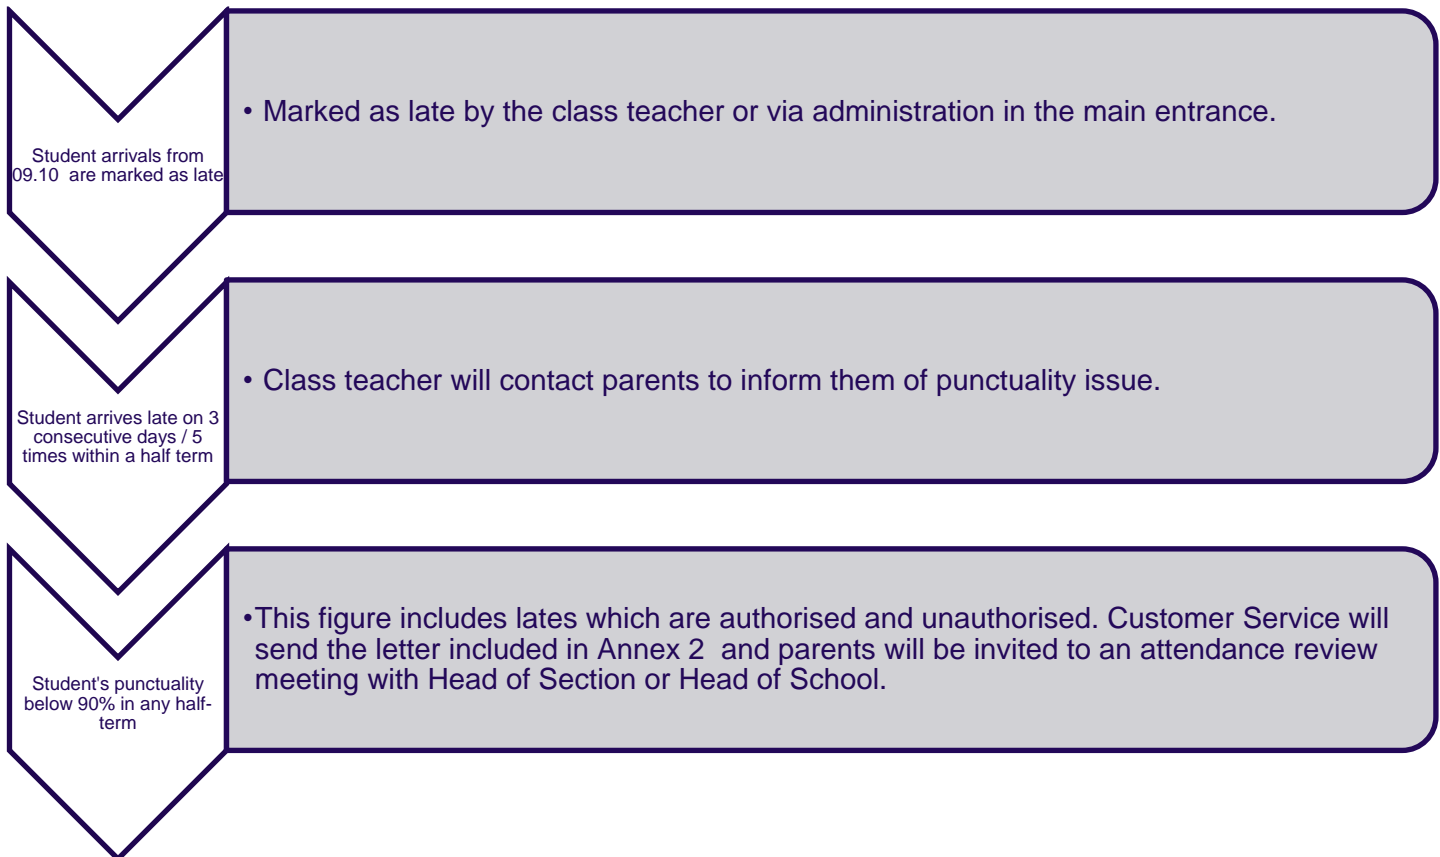 Student arrivals from
09.10  are marked as late
• Marked as late by the class teacher or via administration in the main entrance.
Student arrives late on 3
consecutive days / 5
times within a half term
• Class teacher will contact parents to inform them of punctuality issue.
Student's punctuality
below 90% in any half-
term
•This figure includes lates which are authorised and unauthorised. Customer Service will
send the letter included in Annex 2  and parents will be invited to an attendance review
meeting with Head of Section or Head of School.